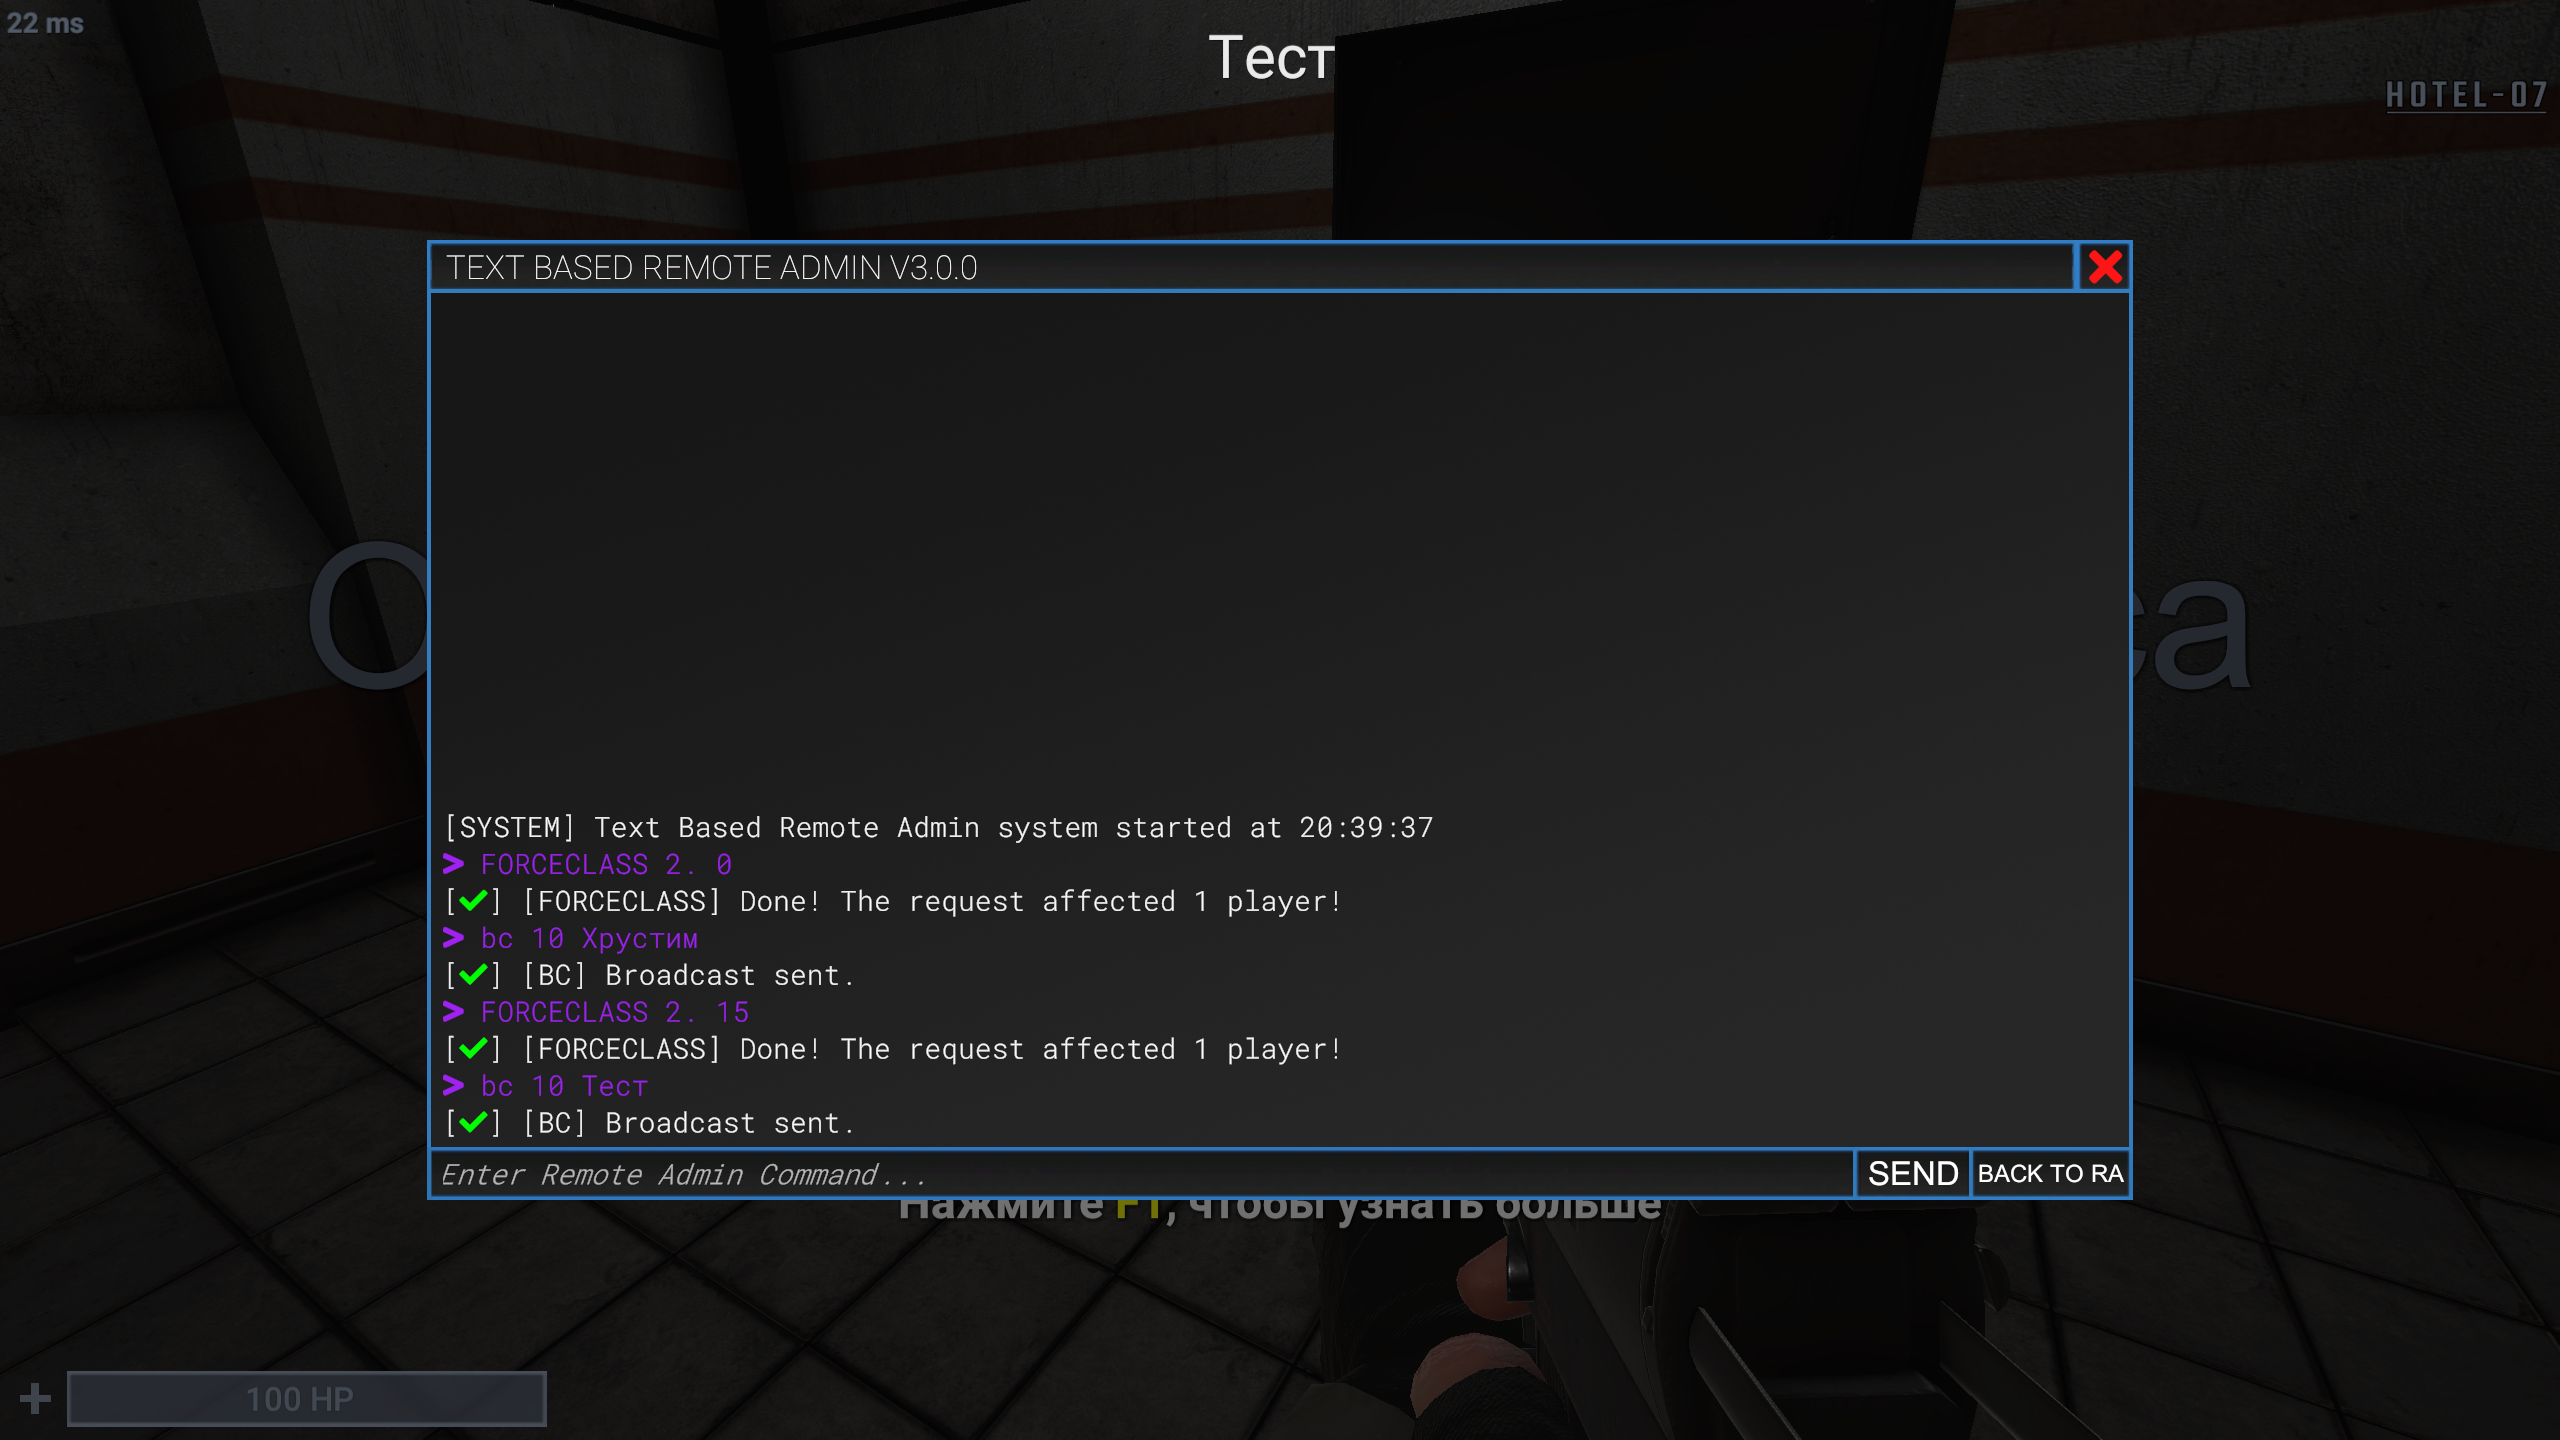 22 ms
Тест
HOTEL-07
TEXT BASED REMOTE ADMIN V3.0.0
[SYSTEM] Text Based Remote Admin system started at 20:39:37
> FORCECLASS 2. 0
[✔] [FORCECLASS] Done! The request affected 1 player!
> bc 10 Хрустим
[✔] [BC] Broadcast sent.
> FORCECLASS 2. 15
[✔] [FORCECLASS] Done! The request affected 1 player!
> bc 10 Тест
[✔] [BC] Broadcast sent.
Enter Remote Admin Command...
SEND
BACK TO RA
Нажмите F1, чтобы узнать больше
100 HP